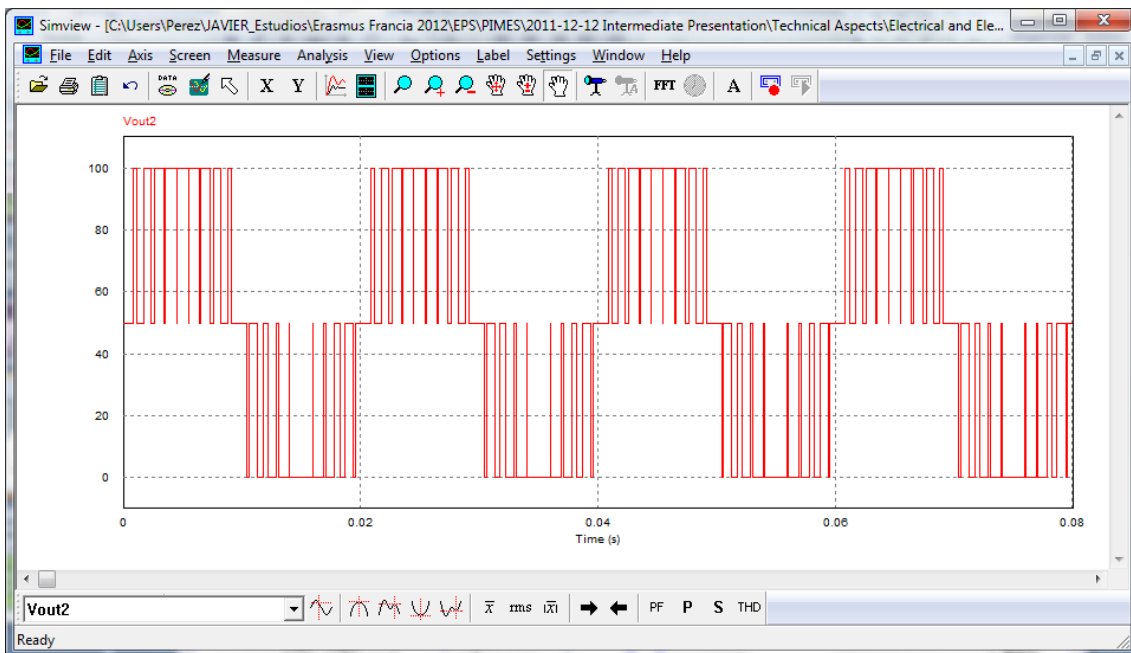 Simview - [C:\Users\Perez\JAVIER_Estudios\Erasmus Francia 2012\EPS\PIMES\2011-12-12 Intermediate Presentation\Technical Aspects\Electrical and Ele...
File Edit Axis Screen Measure Analysis View Options Label Settings Window Help
DATA X Y FFT TA A
Vout2
100
80
60
40
20
0
0 0.02 0.04 0.06 0.08
Time (s)
Vout2 x rms |x| PF P S THD
Ready